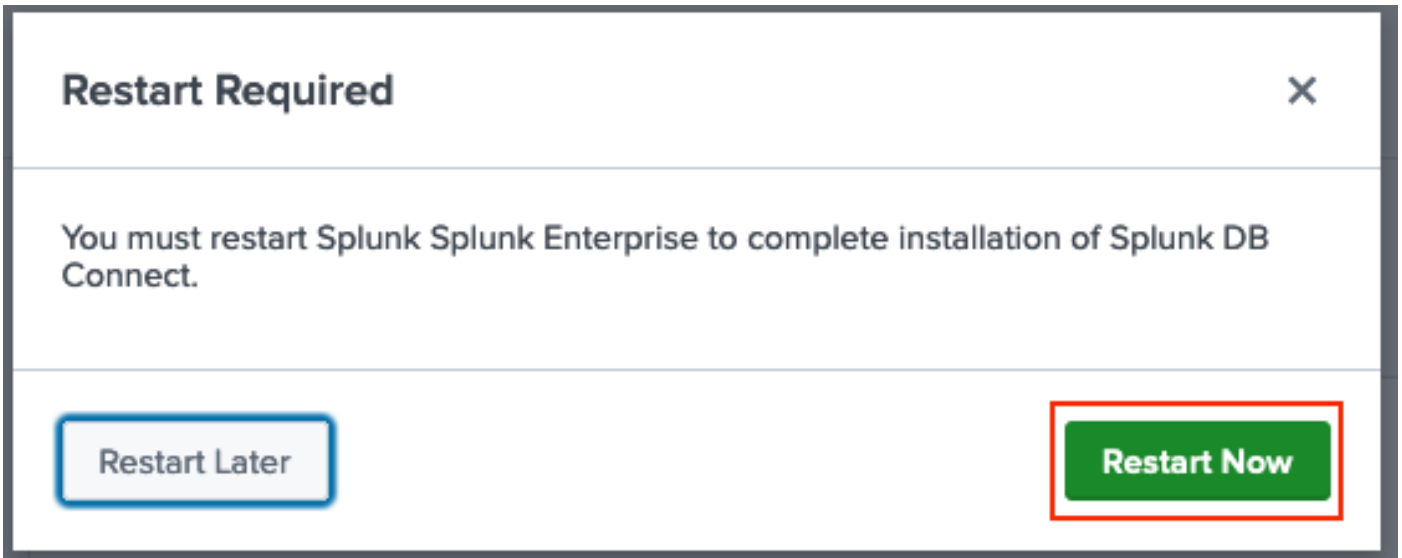 Restart Required
You must restart Splunk Splunk Enterprise to complete installation of Splunk DB
Connect.
Restart Later
Restart Now